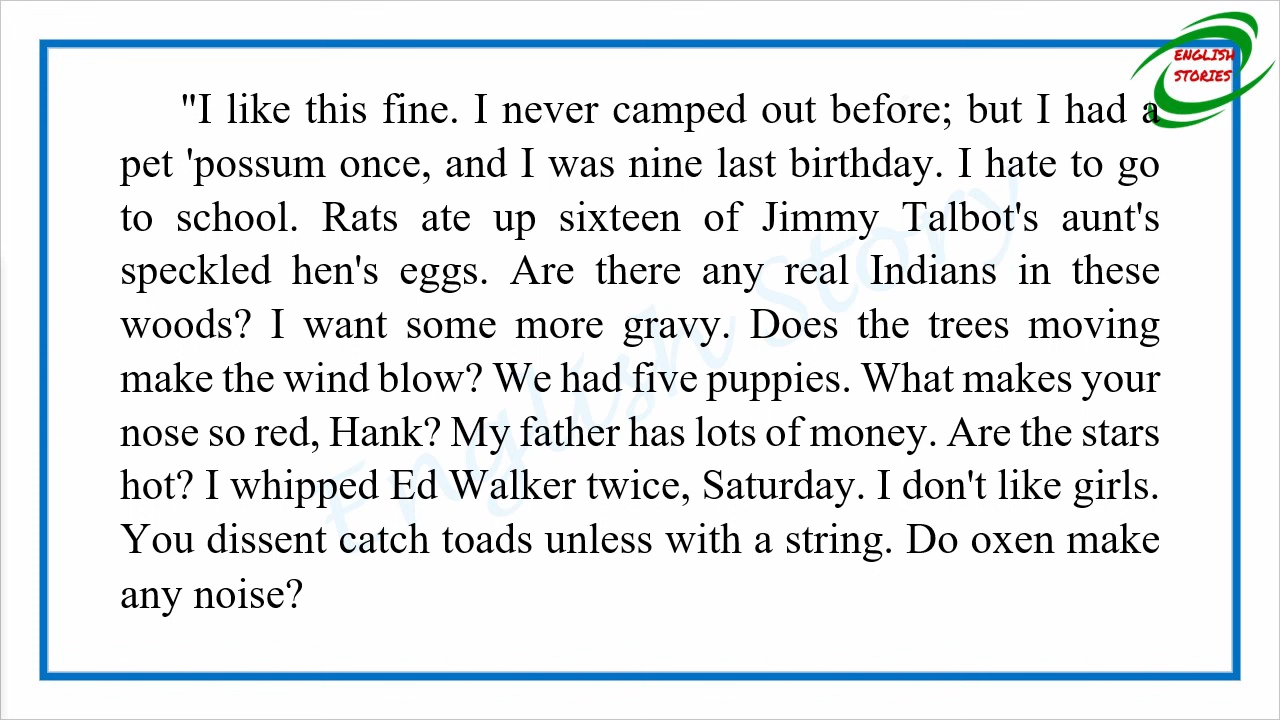 ENGLISH
STORIES
"I like this fine. I never camped out before; but I had a
pet 'possum once, and I was nine last birthday. I hate to go
to school. Rats ate up sixteen of Jimmy Talbot's aunt's
speckled hen's eggs. Are there any real Indians in these
woods? I want some more gravy. Does the trees moving
make the wind blow? We had five puppies. What makes your
nose so red, Hank? My father has lots of money. Are the stars
hot? I whipped Ed Walker twice, Saturday. I don't like girls.
You dissent catch toads unless with a string. Do oxen make
any noise?
English Story